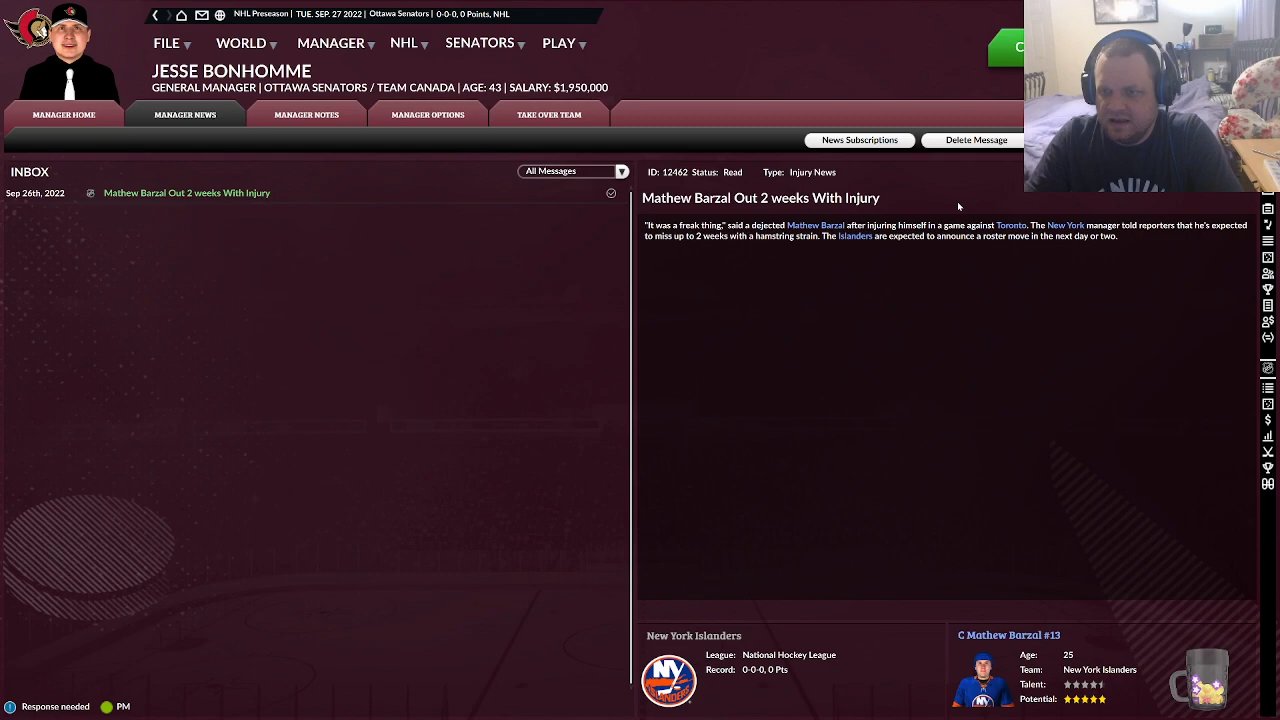 NHL Preseason | TUE. SEP. 27 2022 | Ottawa Senators | 0-0-0, 0 Points, NHL
FILE WORLD MANAGER NHL SENATORS PLAY
JESSE BONHOMME
GENERAL MANAGER | OTTAWA SENATORS / TEAM CANADA | AGE: 43 | SALARY: $1,950,000
MANAGER HOME MANAGER NEWS MANAGER NOTES MANAGER OPTIONS TAKE OVER TEAM
News Subscriptions Delete Message
INBOX All Messages
Sep 26th, 2022 Mathew Barzal Out 2 weeks With Injury
ID: 12462 Status: Read Type: Injury News
Mathew Barzal Out 2 weeks With Injury
"It was a freak thing," said a dejected Mathew Barzal after injuring himself in a game against Toronto. The New York manager told reporters that he's expected
to miss up to 2 weeks with a hamstring strain. The Islanders are expected to announce a roster move in the next day or two.
New York Islanders
League: National Hockey League
Record: 0-0-0, 0 Pts
NY
ISLANDERS
C Mathew Barzal #13
Age: 25
Team: New York Islanders
Talent:
Potential:
Response needed PM